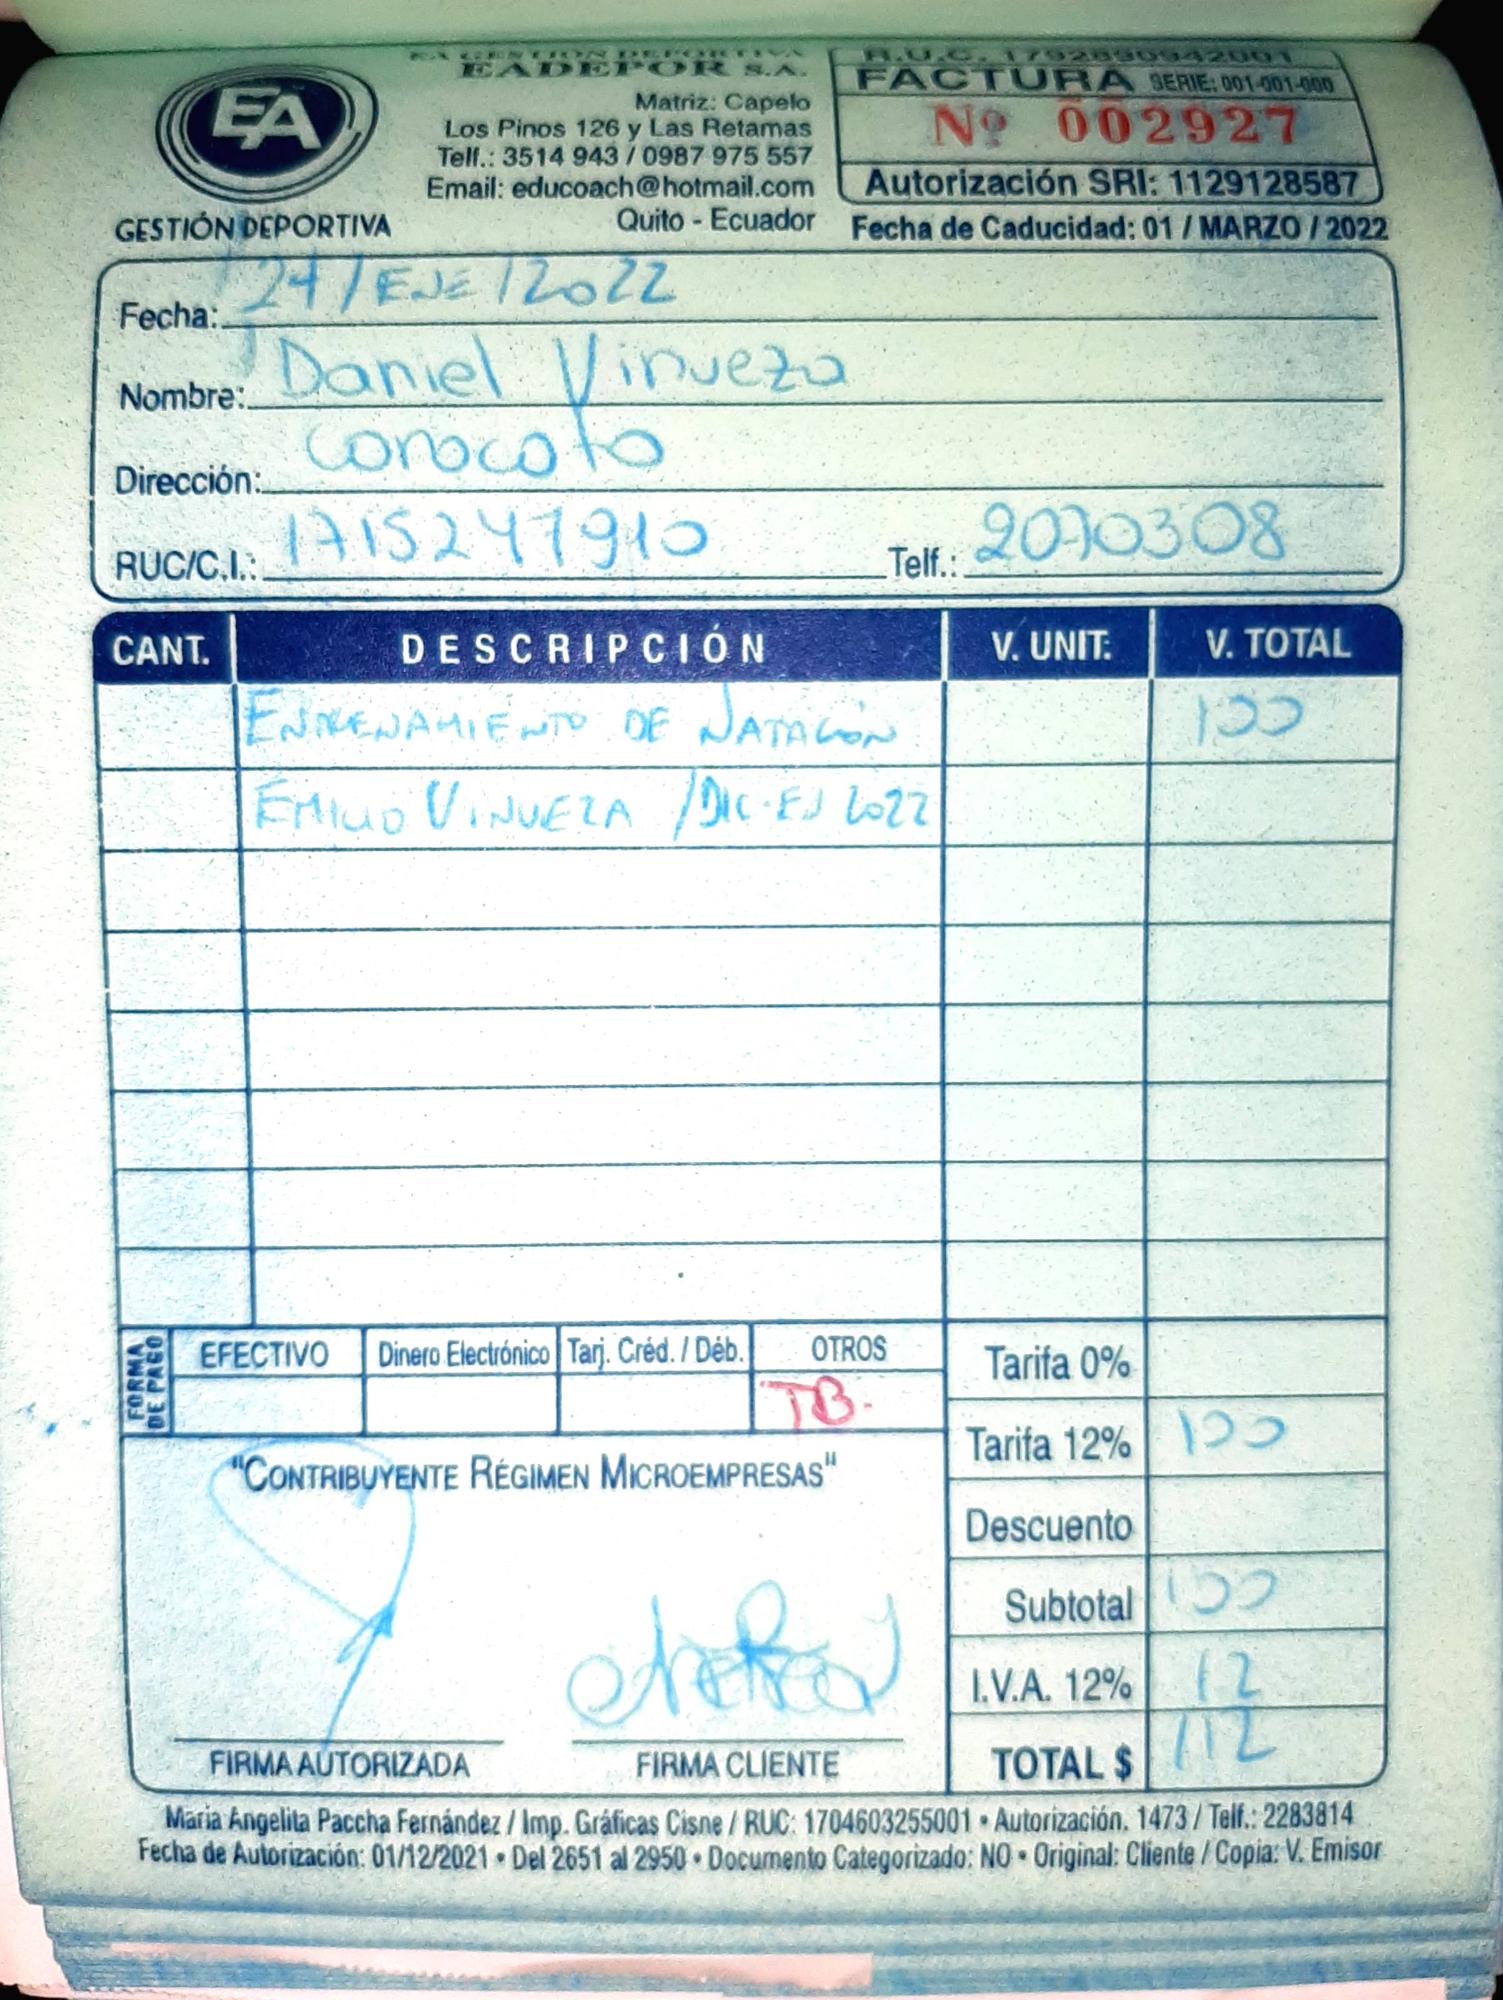 EA GESTIÓN DEPORTIVA
EADEPOR S.A.
Matriz: Capelo
Los Pinos 126 y Las Retamas
Telf.: 3514 943 / 0987 975 557
Email: educoach@hotmail.com
Quito - Ecuador
EA
GESTIÓN DEPORTIVA
R.U.C. 1792890942001
FACTURA SERIE: 001-001-000
Nº 002927
Autorización SRI: 1129128587
Fecha de Caducidad: 01 / MARZO / 2022
Fecha: 24 / ENE / 2022
Nombre: Daniel Vinueza
Dirección: Conocoto
RUC/C.I.: 1715247910 Telf.: 2070308
CANT. DESCRIPCIÓN V. UNIT: V. TOTAL
ENTRENAMIENTO DE NATACIÓN 100
EMILIO VINUEZA / DIC-EN 2022
FORMA DE PAGO
EFECTIVO Dinero Electrónico Tarj. Créd. / Déb. OTROS
TB.
Tarifa 0%
Tarifa 12% 100
Descuento
Subtotal 100
I.V.A. 12% 12
TOTAL $ 112
"CONTRIBUYENTE RÉGIMEN MICROEMPRESAS"
FIRMA AUTORIZADA FIRMA CLIENTE
Maria Angelita Paccha Fernández / Imp. Gráficas Cisne / RUC: 1704603255001 • Autorización. 1473 / Telf.: 2283814
Fecha de Autorización: 01/12/2021 • Del 2651 al 2950 • Documento Categorizado: NO • Original: Cliente / Copia: V. Emisor